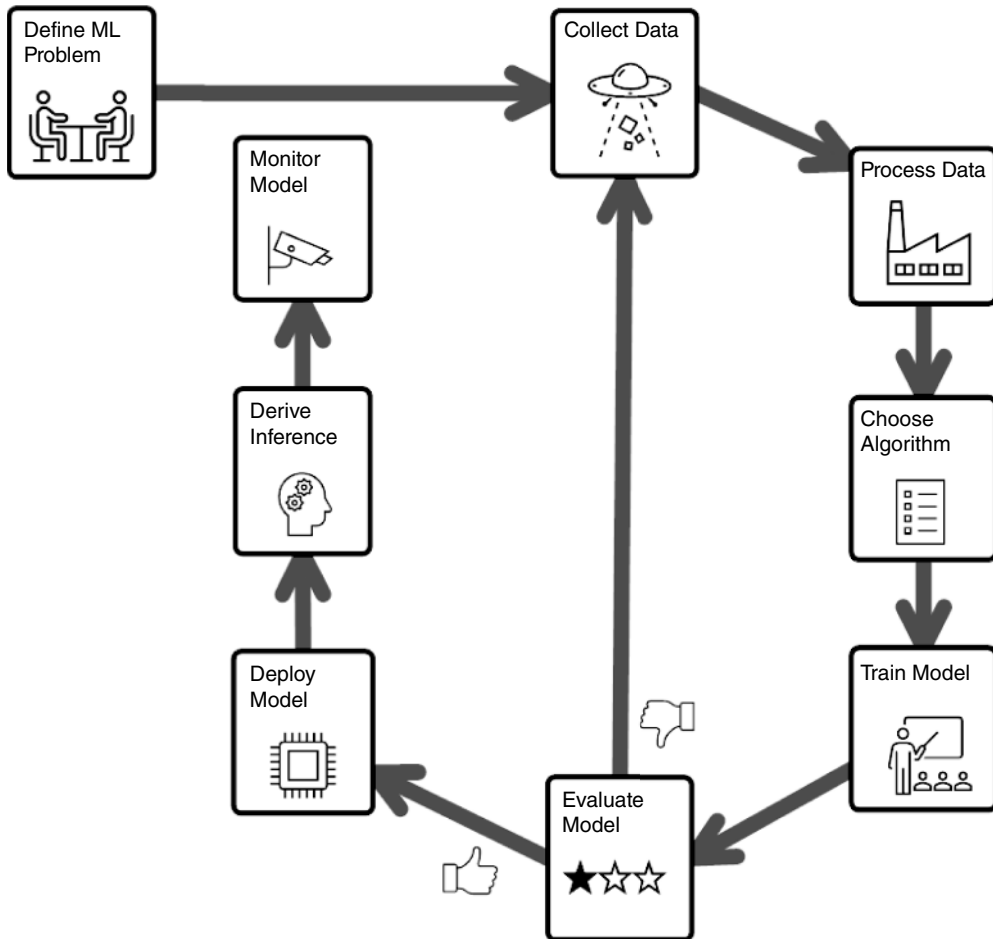 Define ML
Problem
Collect Data
Process Data
Choose
Algorithm
Train Model
Evaluate
Model
Deploy
Model
Derive
Inference
Monitor
Model